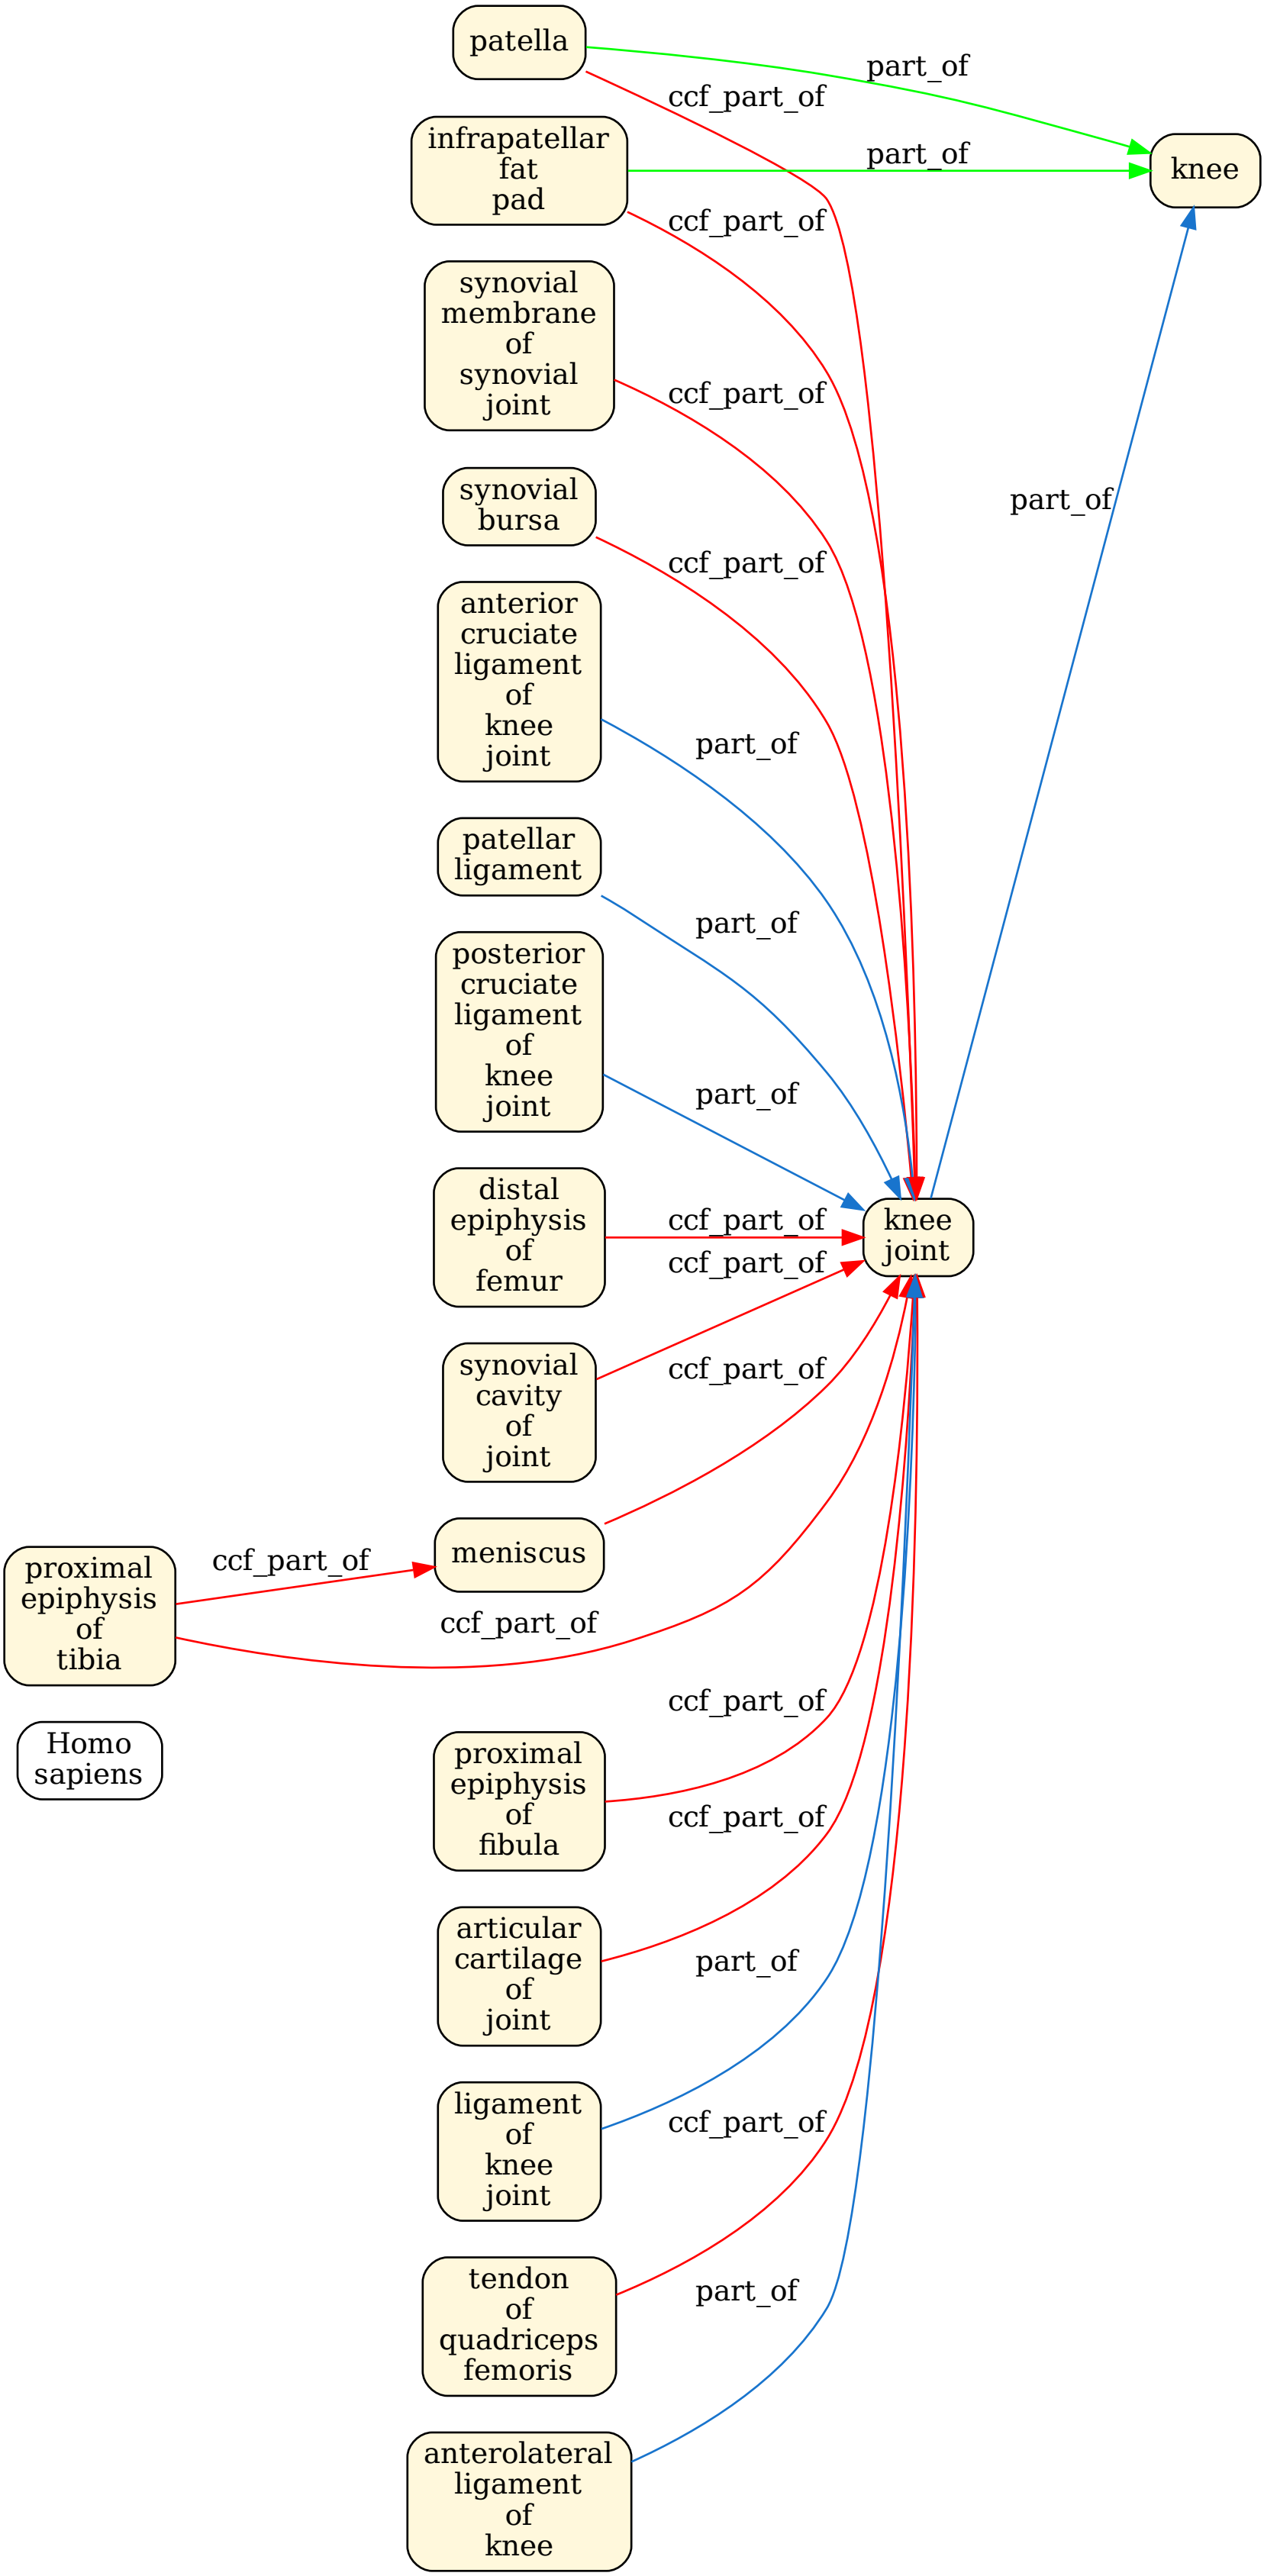 patella
part_of
ccf_part_of
infrapatellar
fat
pad
part_of
knee
ccf_part_of
synovial
membrane
of
synovial
joint
ccf_part_of
synovial
bursa
part_of
ccf_part_of
anterior
cruciate
ligament
of
knee
joint
part_of
patellar
ligament
part_of
posterior
cruciate
ligament
of
knee
joint
part_of
distal
epiphysis
of
femur
ccf_part_of
knee
joint
ccf_part_of
synovial
cavity
of
joint
ccf_part_of
meniscus
proximal
epiphysis
of
tibia
ccf_part_of
ccf_part_of
Homo
sapiens
ccf_part_of
proximal
epiphysis
of
fibula
ccf_part_of
articular
cartilage
of
joint
part_of
ligament
of
knee
joint
ccf_part_of
tendon
of
quadriceps
femoris
part_of
anterolateral
ligament
of
knee